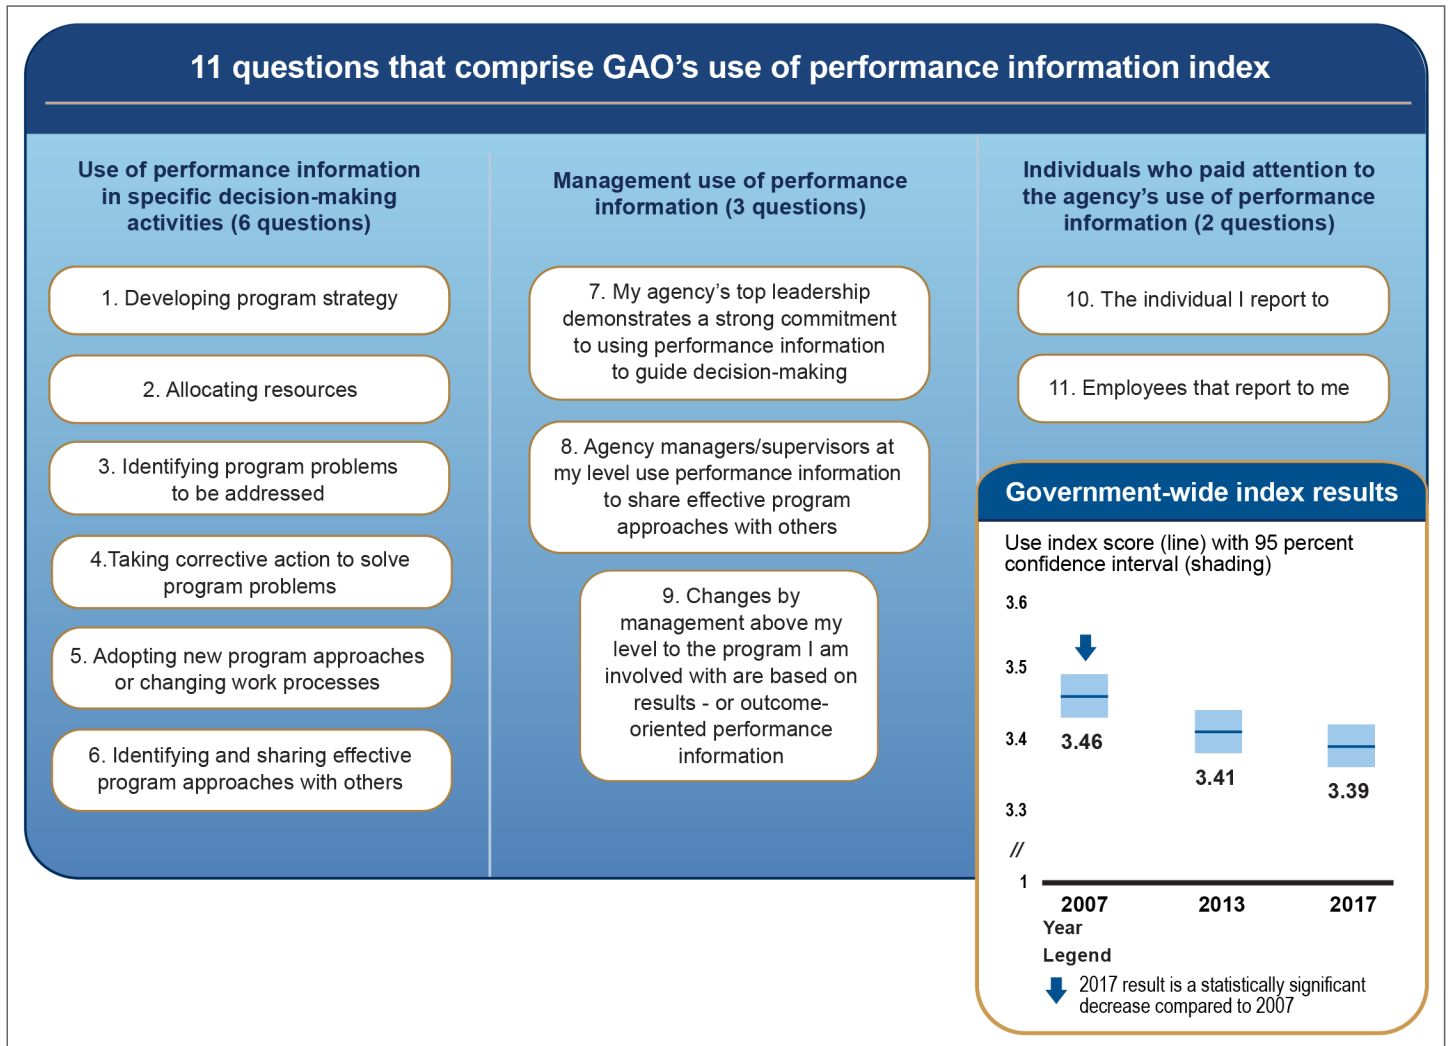 11 questions that comprise GAO's use of performance information index
Use of performance information
in specific decision-making
activities (6 questions)
1. Developing program strategy
2. Allocating resources
3. Identifying program problems
to be addressed
4.Taking corrective action to solve
program problems
5. Adopting new program approaches
or changing work processes
6. Identifying and sharing effective
program approaches with others
Management use of performance
information (3 questions)
7. My agency's top leadership
demonstrates a strong commitment
to using performance information
to guide decision-making
8. Agency managers/supervisors at
my level use performance information
to share effective program
approaches with others
9. Changes by
management above my
level to the program I am
involved with are based on
results - or outcome-
oriented performance
information
Individuals who paid attention to
the agency's use of performance
information (2 questions)
10. The individual I report to
11. Employees that report to me
Government-wide index results
Use index score (line) with 95 percent
confidence interval (shading)
3.6
3.5
3.4
3.3
//
1
3.46
3.41
3.39
2007 2013 2017
Year
Legend
2017 result is a statistically significant
decrease compared to 2007